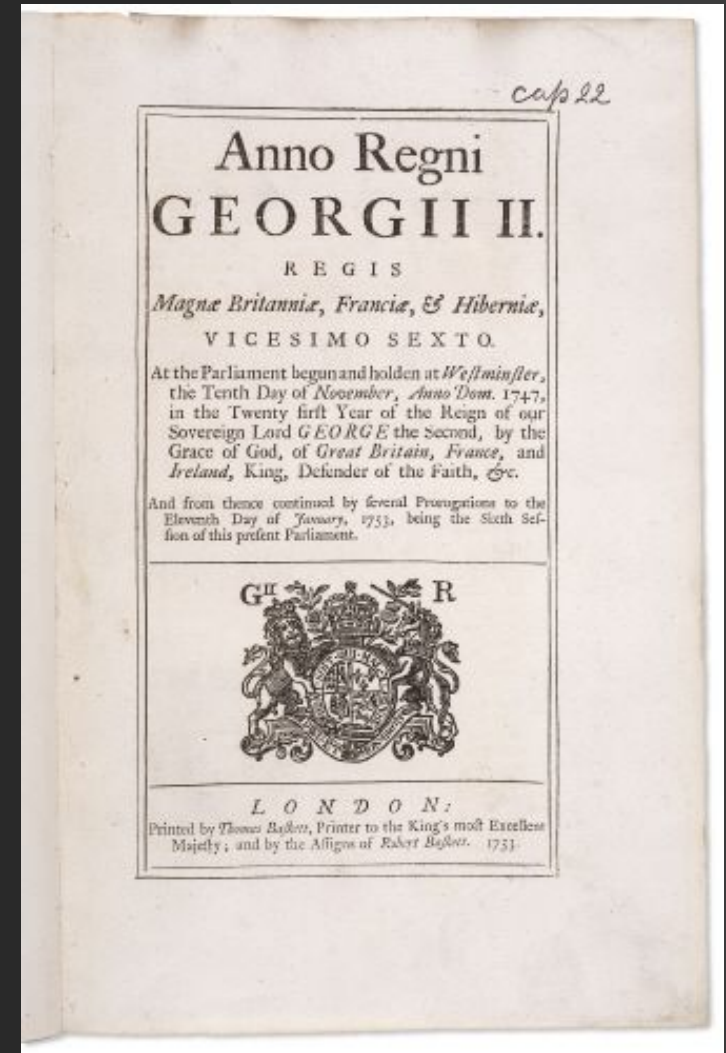 cap 22
Anno Regni
GEORGII II.
REGIS
Magnæ Britanniæ, Franciæ, & Hiberniæ,
VICESIMO SEXTO.
At the Parliament begun and holden at Weſtminſter,
the Tenth Day of November, Anno Dom. 1747,
in the Twenty firſt Year of the Reign of our
Sovereign Lord GEORGE the Second, by the
Grace of God, of Great Britain, France, and
Ireland, King, Defender of the Faith, &c.
And from thence continued by ſeveral Prorogations to the
Eleventh Day of January, 1753, being the Sixth Seſ-
ſion of this preſent Parliament.
GII R
LONDON:
Printed by Thomas Baſkett, Printer to the King's moſt Excellent
Majeſty; and by the Aſſigns of Robert Baſkett. 1753.